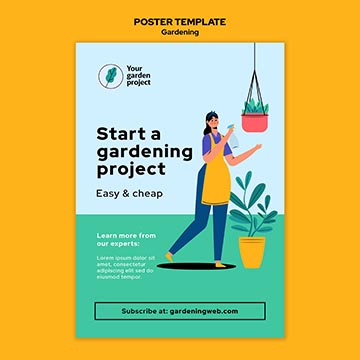 POSTER TEMPLATE
Gardening
Your
garden
project
Start a
gardening
project
Easy & cheap
Learn more from
our experts:
Lorem ipsum dolor sit
amet, consectetur
adipiscing elit, sed do
eiusmod tempor.
Subscribe at: gardeningweb.com